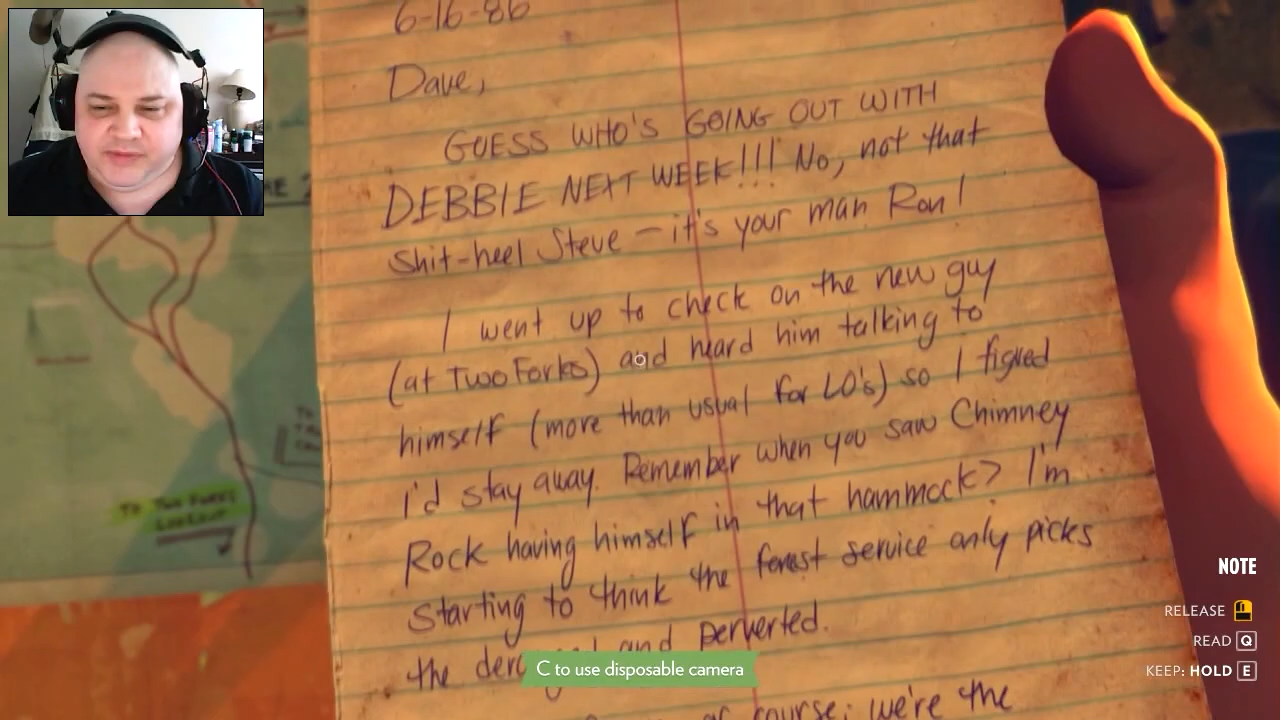 6-16-86
Dave,
GUESS WHO'S GOING OUT WITH
DEBBIE NEXT WEEK!!! No, not that
Shit-heel Steve - it's your man Ron!
I went up to check on the new guy
(at Two Forks) and heard him talking to
himself (more than usual for LO's) so I figred
I'd stay away. Remember when you saw Chimney
Rock having himself in that hammock? I'm
starting to think the forest service only picks
the and perverted.
course; we're the
TO TWO FORKS
LOOKOUT
C to use disposable camera
NOTE
RELEASE
READ Q
KEEP: HOLD E